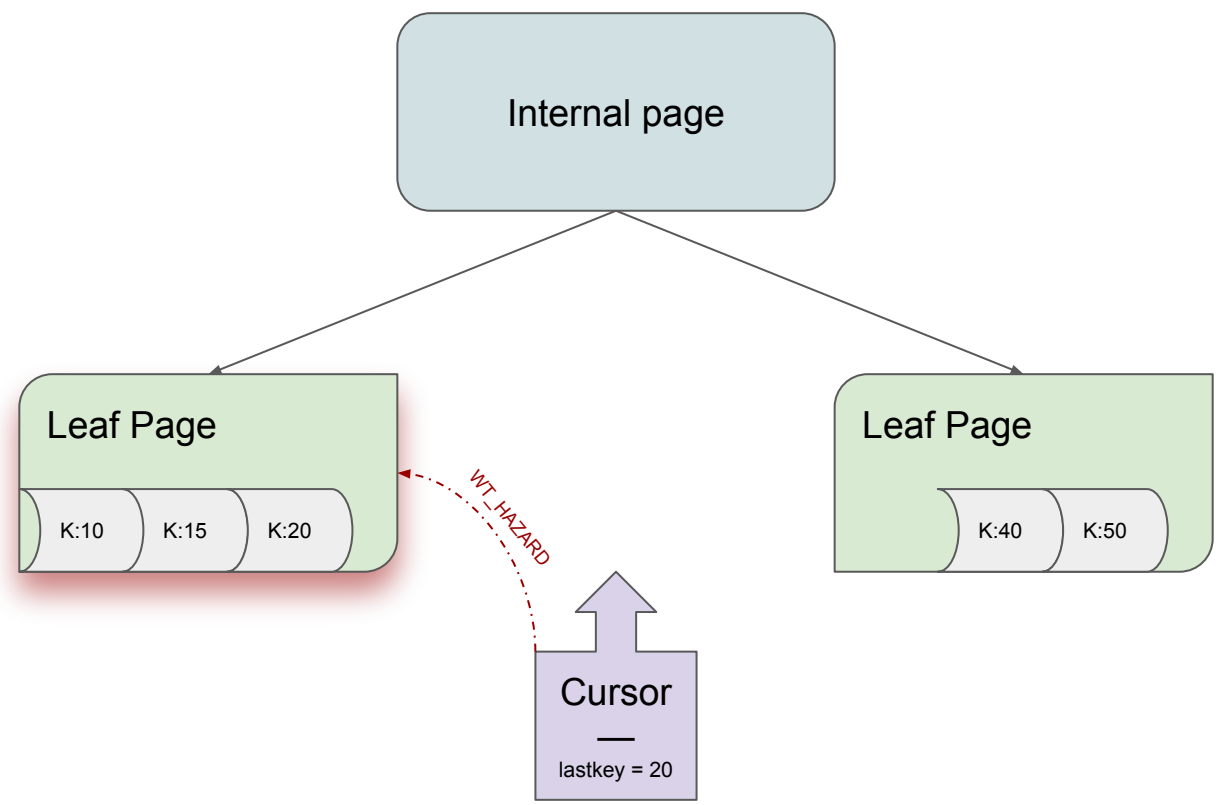 Internal page
Leaf Page
Leaf Page
WT_HAZARD
K:10
K:15
K:20
K:40
K:50
Cursor
lastkey = 20